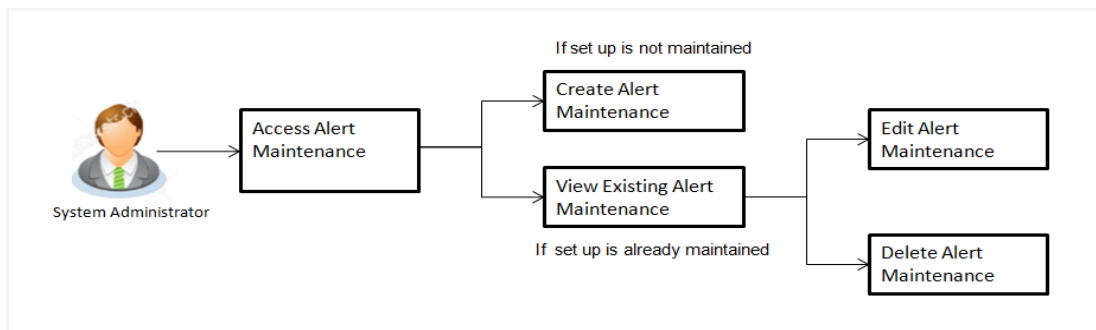 If set up is not maintained
Create Alert
Maintenance
Access Alert
Maintenance
Edit Alert
Maintenance
View Existing Alert
Maintenance
System Administrator
If set up is already maintained
Delete Alert
Maintenance